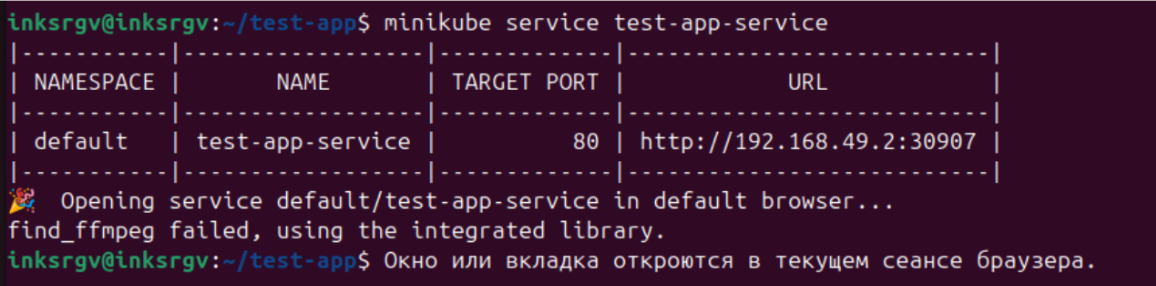 inksrgv@inksrgv:~/test-app$ minikube service test-app-service
|-----------|------------------|-------------|---------------------------|
| NAMESPACE |       NAME       | TARGET PORT |            URL            |
|-----------|------------------|-------------|---------------------------|
| default   | test-app-service |          80 | http://192.168.49.2:30907 |
|-----------|------------------|-------------|---------------------------|
🎉  Opening service default/test-app-service in default browser...
find_ffmpeg failed, using the integrated library.
inksrgv@inksrgv:~/test-app$ Окно или вкладка откроются в текущем сеансе браузера.